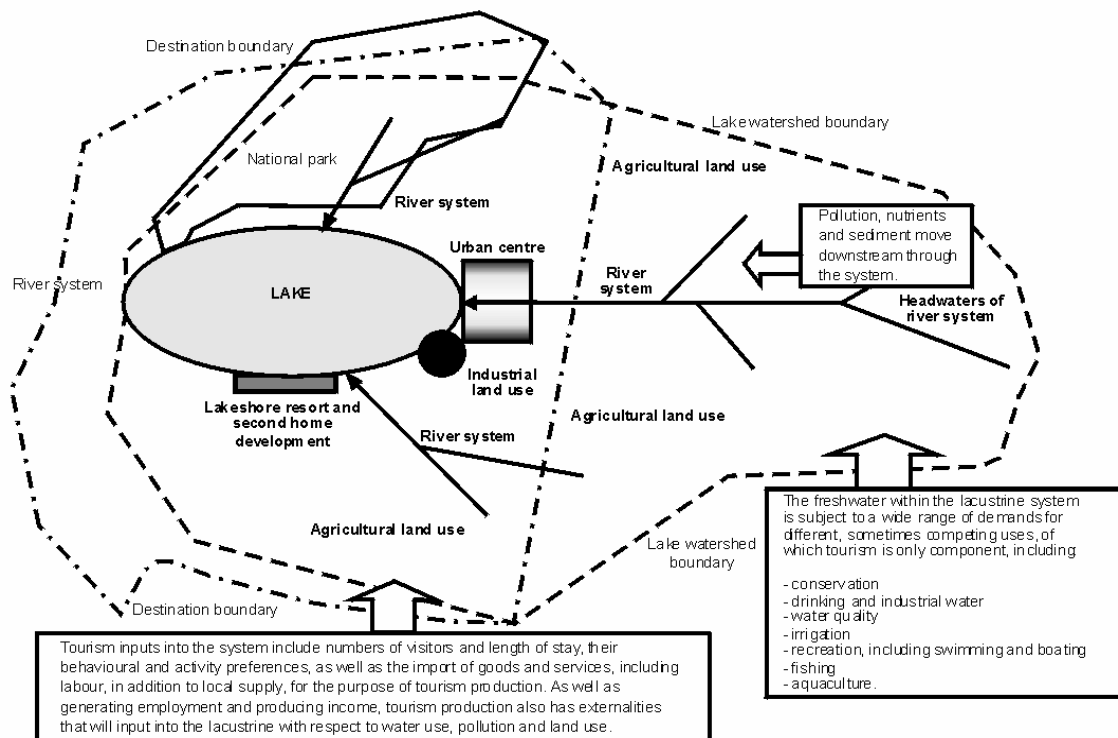 Destination boundary
Lake watershed boundary
National park
Agricultural land use
River system
Pollution, nutrients
and sediment move
downstream through
the system.
Urban centre
River system
LAKE
River
system
Headwaters of
river system
Industrial
land use
Lakeshore resort and
second home
development
Agricultural land use
River system
Agricultural land use
Lake watershed
boundary
Destination boundary
The freshwater within the lacustrine system
is subject to a wide range of demands for
different, sometimes competing uses, of
which tourism is only component, including:
- conservation
- drinking and industrial water
- water quality
- irrigation
- recreation, including swimming and boating
- fishing
- aquaculture.
Tourism inputs into the system include numbers of visitors and length of stay, their
behavioural and activity preferences, as well as the import of goods and services, including
labour, in addition to local supply, for the purpose of tourism production. As well as
generating employment and producing income, tourism production also has externalities
that will input into the lacustrine with respect to water use, pollution and land use.